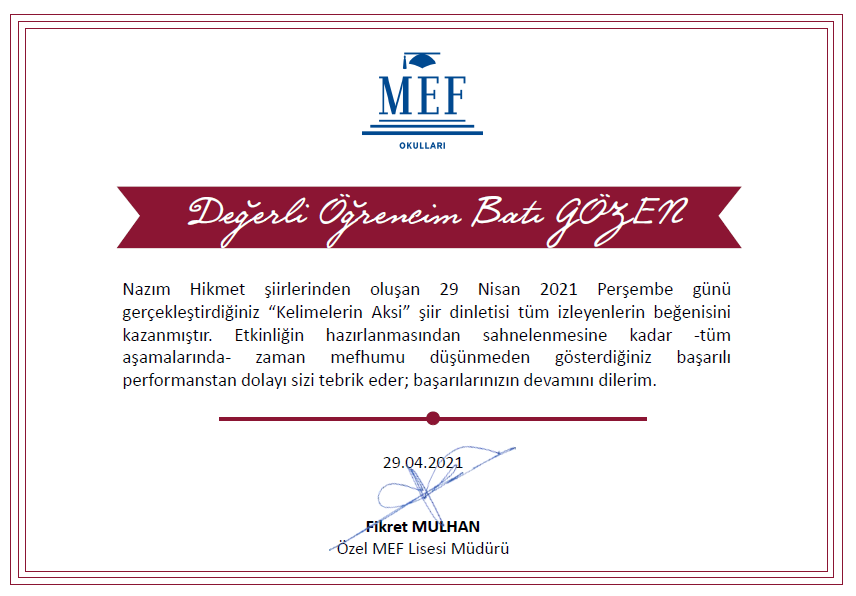 MEF
OKULLARI
Değerli Öğrencim Batı GÖZEN
Nazım Hikmet şiirlerinden oluşan 29 Nisan 2021 Perşembe günü
gerçekleştirdiğiniz “Kelimelerin Aksi” şiir dinletisi tüm izleyenlerin beğenisini
kazanmıştır. Etkinliğin hazırlanmasından sahnelenmesine kadar -tüm
aşamalarında- zaman mefhumu düşünmeden gösterdiğiniz başarılı
performanstan dolayı sizi tebrik eder; başarılarınızın devamını dilerim.
29.04.2021
Fikret MULHAN
Özel MEF Lisesi Müdürü